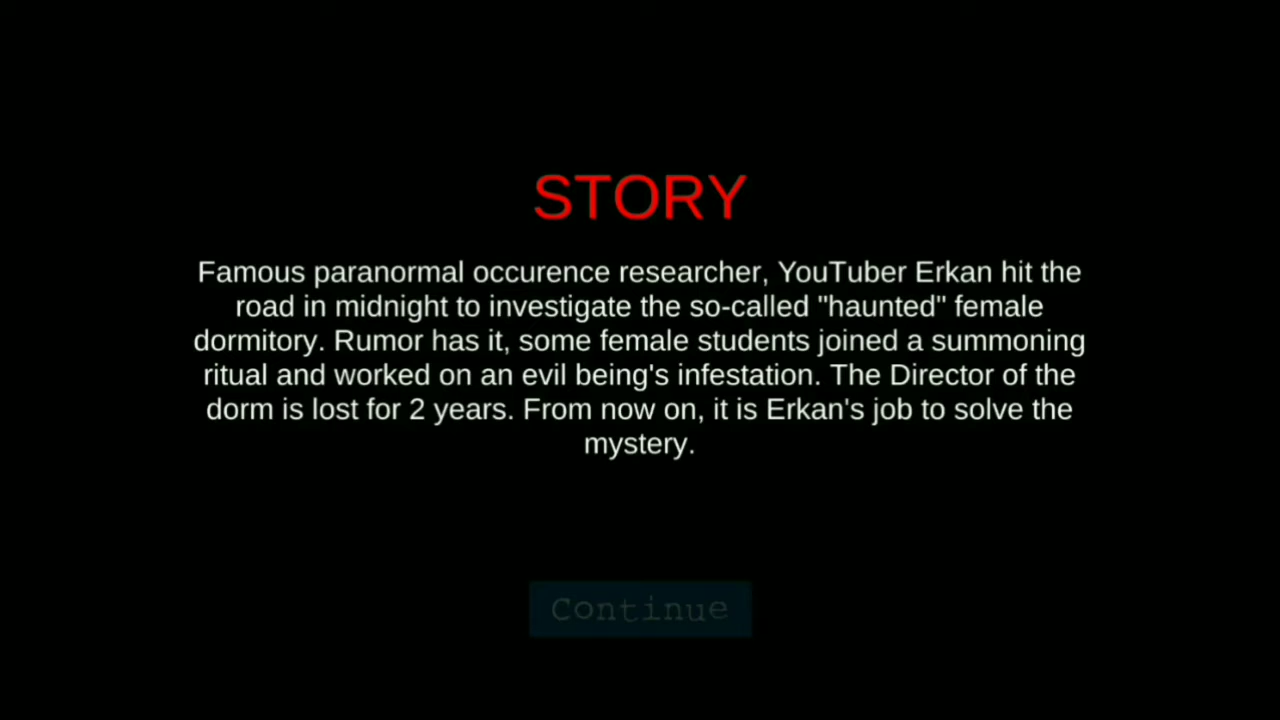 STORY
Famous paranormal occurence researcher, YouTuber Erkan hit the
road in midnight to investigate the so-called "haunted" female
dormitory. Rumor has it, some female students joined a summoning
ritual and worked on an evil being's infestation. The Director of the
dorm is lost for 2 years. From now on, it is Erkan's job to solve the
mystery.
Continue